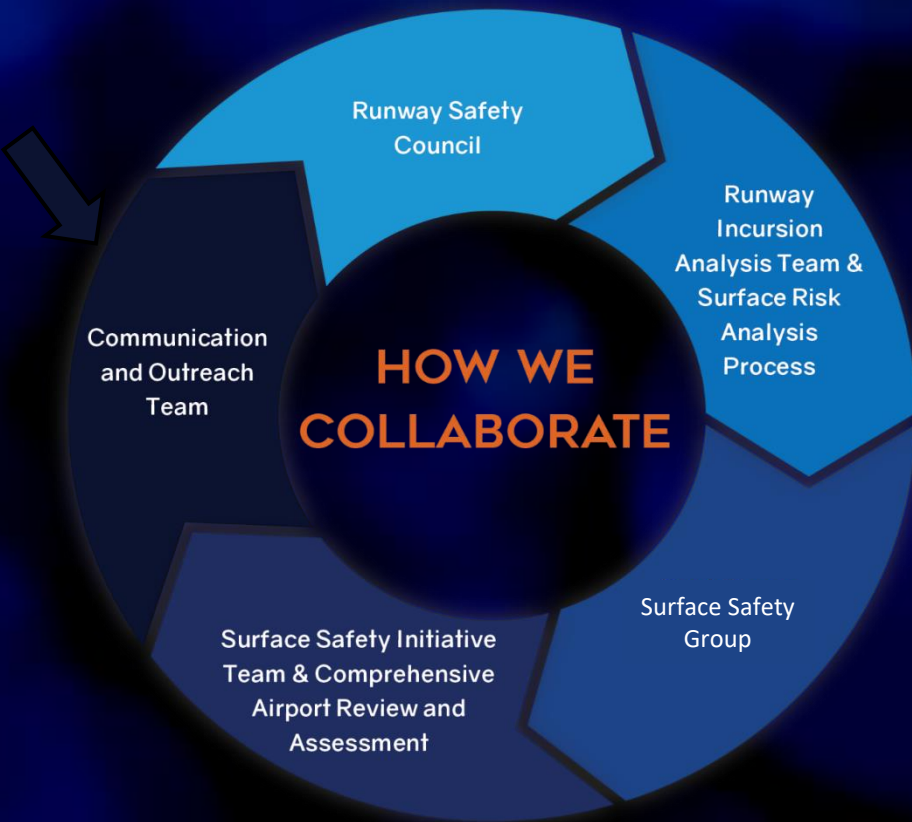 Runway Safety
Council
Runway
Incursion
Analysis Team &
Surface Risk
Analysis
Process
Communication
and Outreach
Team
HOW WE
COLLABORATE
Surface Safety
Group
Surface Safety Initiative
Team & Comprehensive
Airport Review and
Assessment